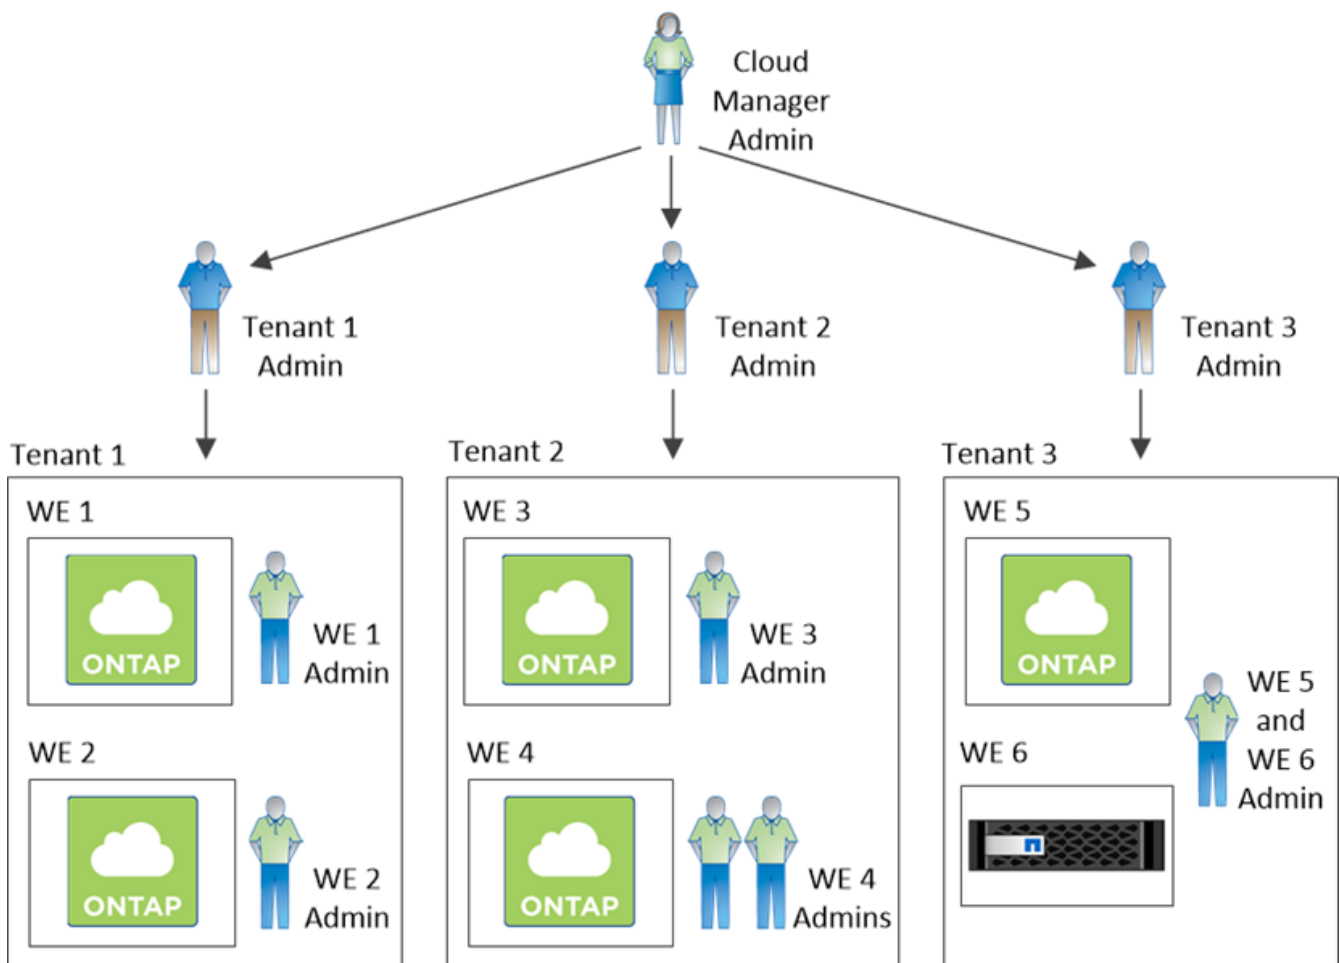 Cloud
Manager
Admin
Tenant 1
Admin
Tenant 2
Admin
Tenant 3
Admin
Tenant 1
WE 1
ONTAP
WE 1
Admin
WE 2
ONTAP
WE 2
Admin
Tenant 2
WE 3
ONTAP
WE 3
Admin
WE 4
ONTAP
WE 4
Admins
Tenant 3
WE 5
ONTAP
WE 5
and
WE 6
Admin
WE 6